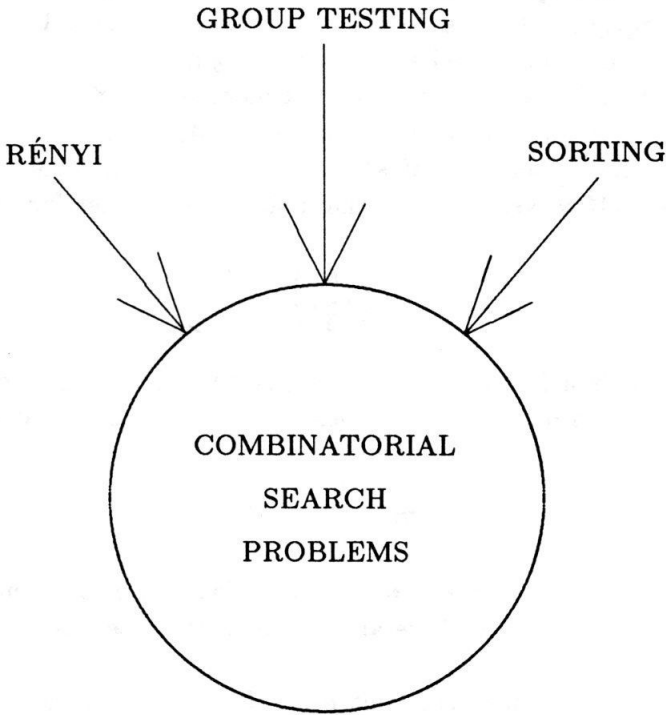 GROUP TESTING
RÉNYI
SORTING
COMBINATORIAL
SEARCH
PROBLEMS